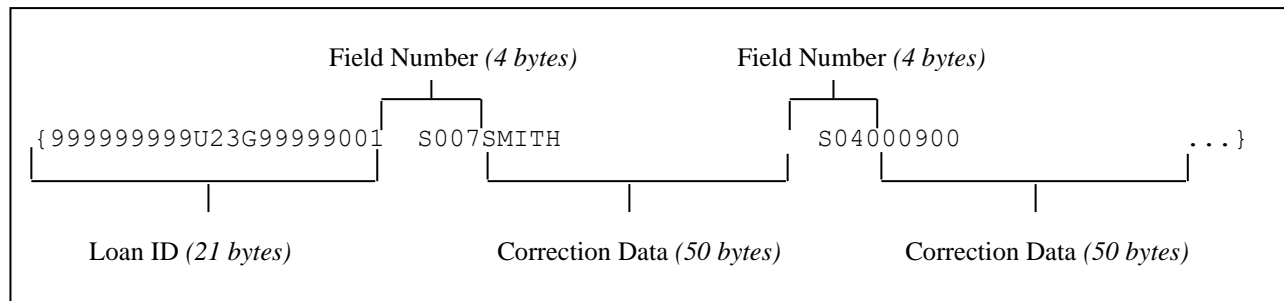 Field Number (4 bytes) Field Number (4 bytes)
{999999999U23G99999001 S007SMITH S04000900 ...}
Loan ID (21 bytes) Correction Data (50 bytes) Correction Data (50 bytes)